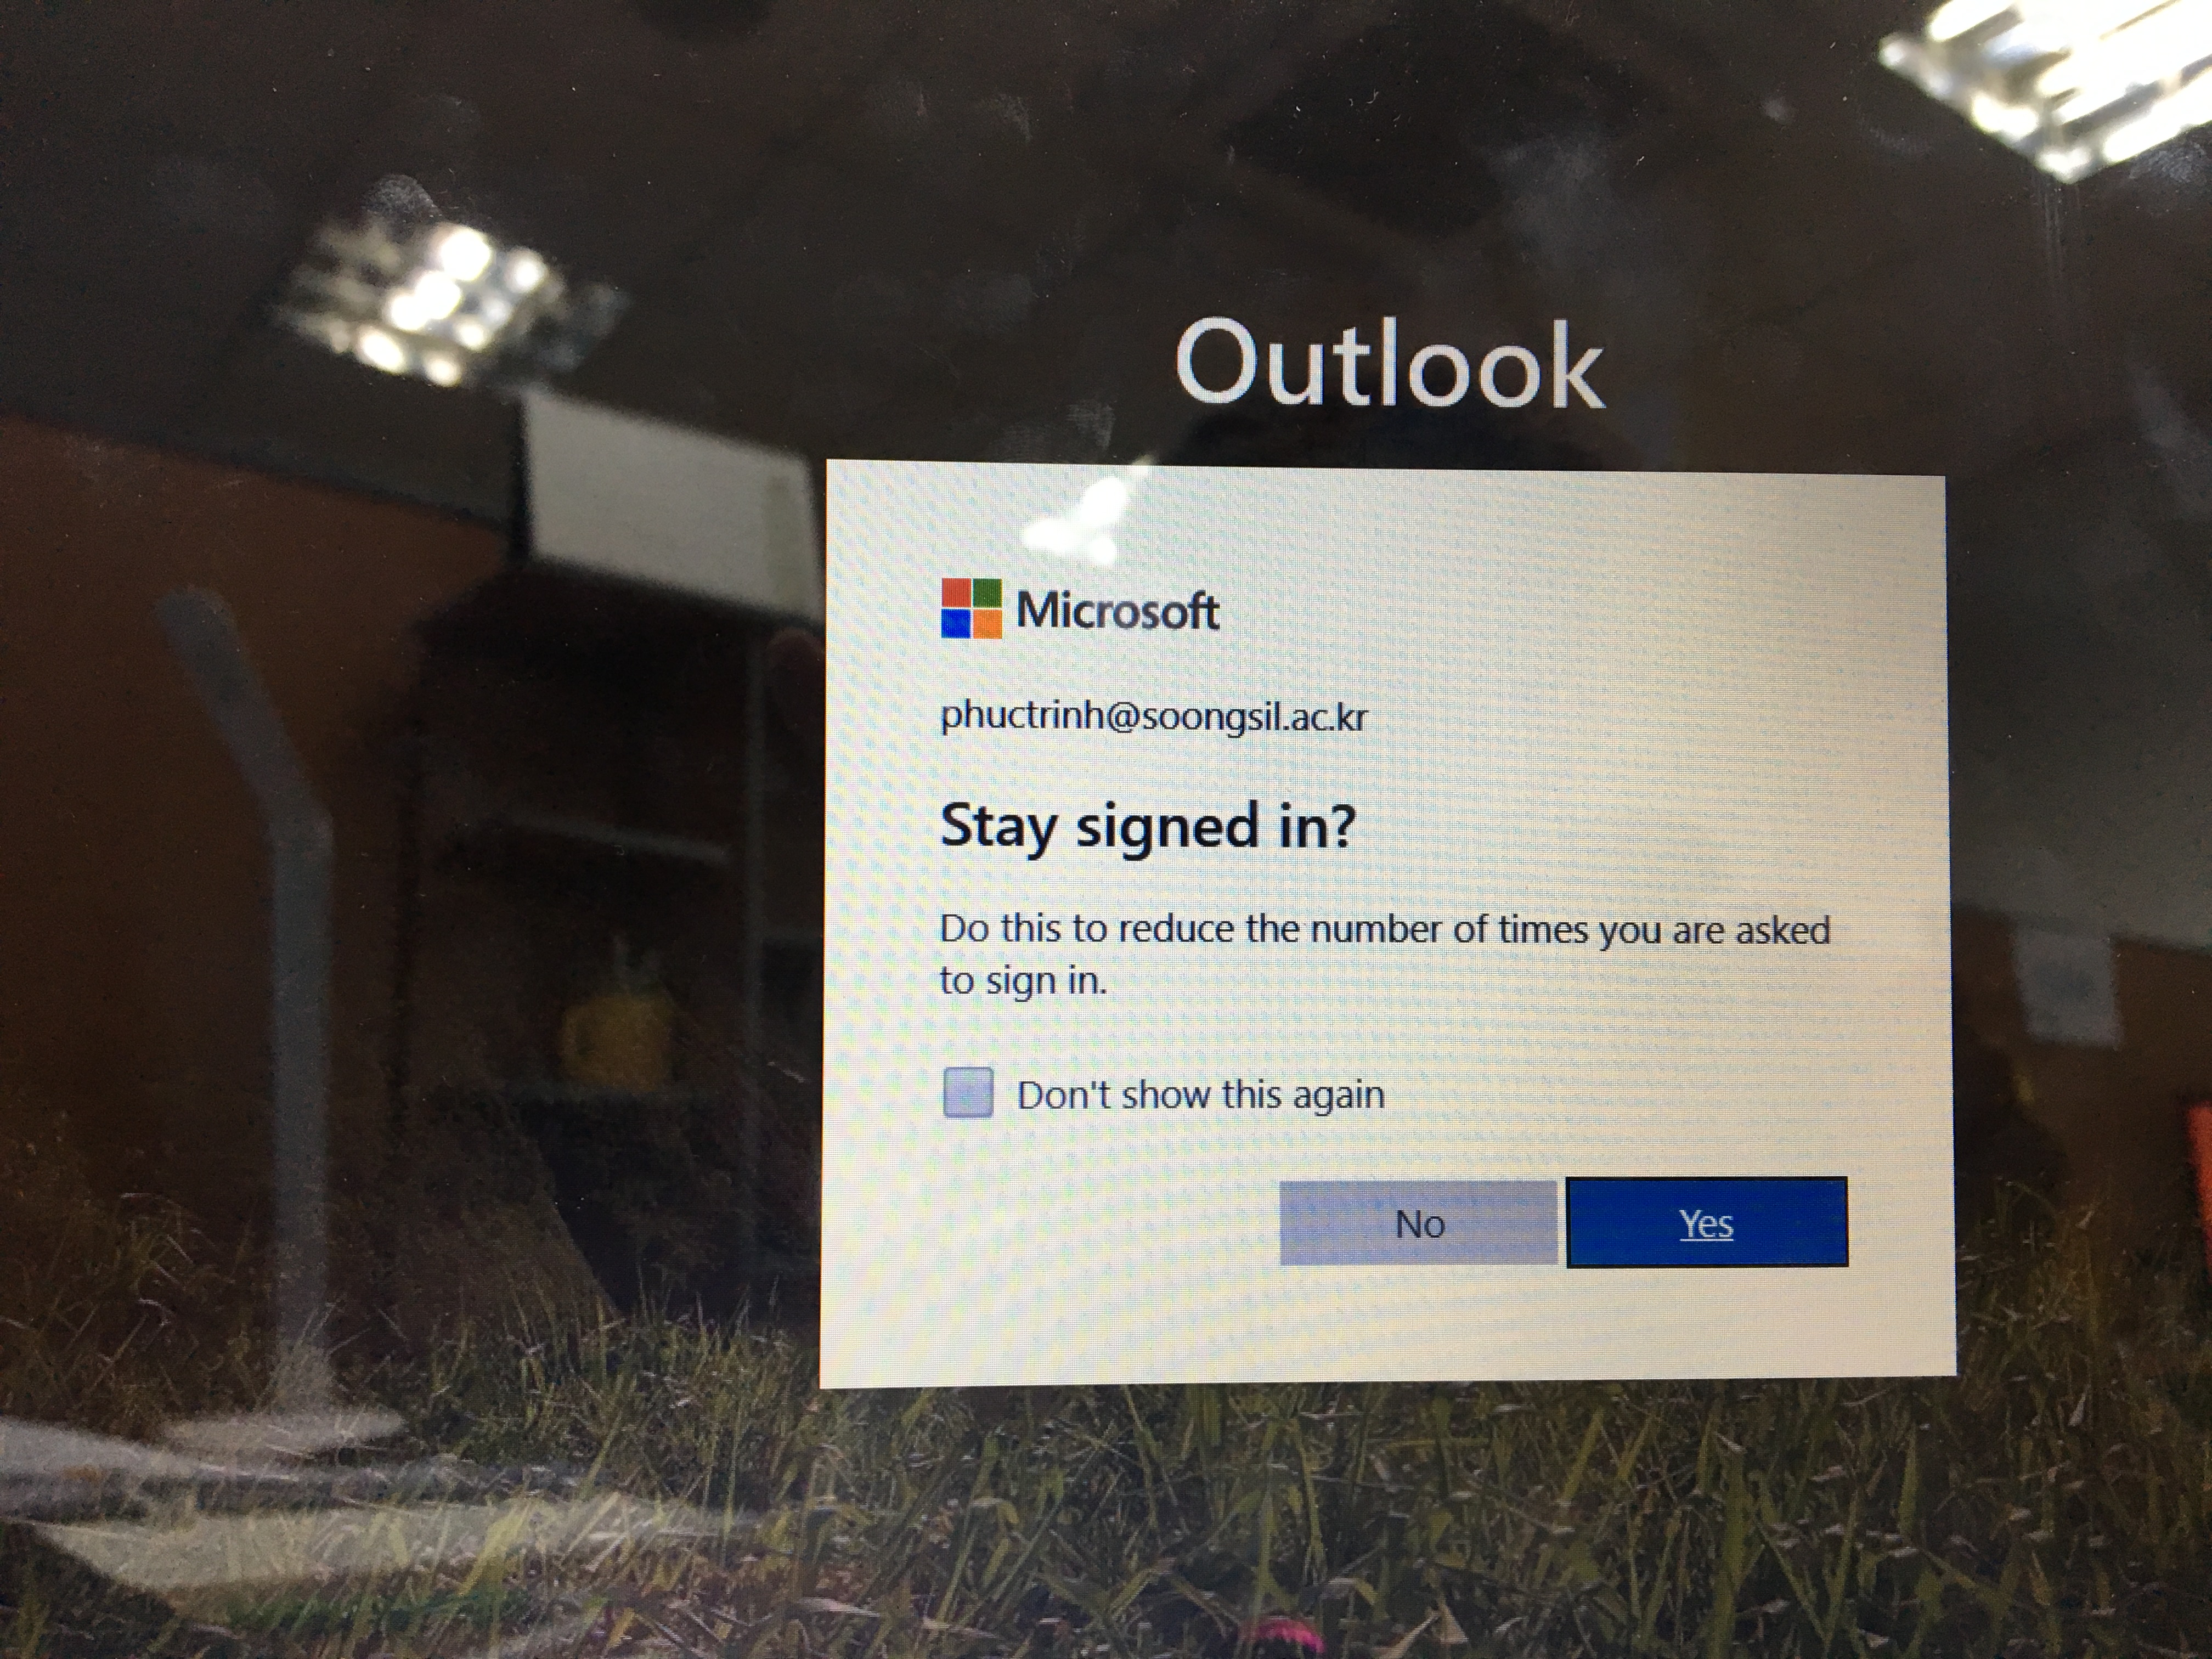 Outlook
Microsoft
phuctrinh@soongsil.ac.kr
Stay signed in?
Do this to reduce the number of times you are asked
to sign in.
Don't show this again
No
Yes